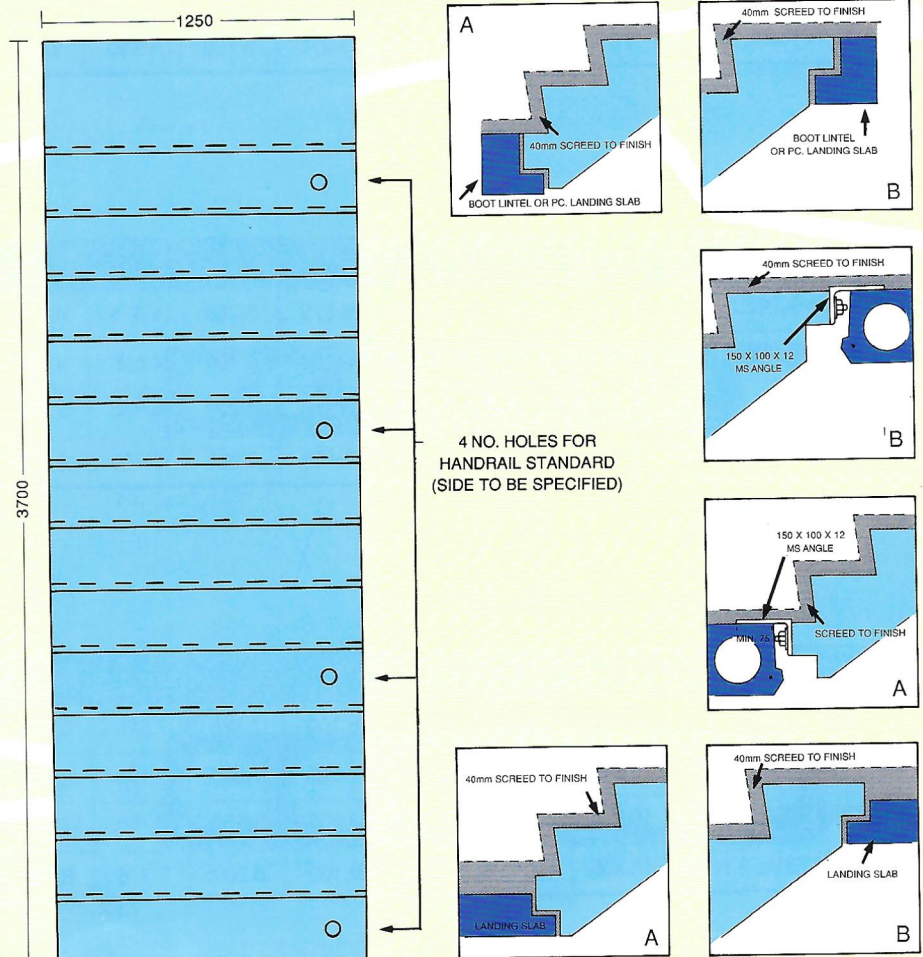 1250
3700
4 NO. HOLES FOR
HANDRAIL STANDARD
(SIDE TO BE SPECIFIED)
A
40mm SCREED TO FINISH
BOOT LINTEL OR PC. LANDING SLAB
40mm SCREED TO FINISH
BOOT LINTEL
OR PC. LANDING SLAB
B
40mm SCREED TO FINISH
150 X 100 X 12
MS ANGLE
'B
150 X 100 X 12
MS ANGLE
MIN. 75
SCREED TO FINISH
A
40mm SCREED TO FINISH
LANDING SLAB
A
40mm SCREED TO FINISH
LANDING SLAB
B